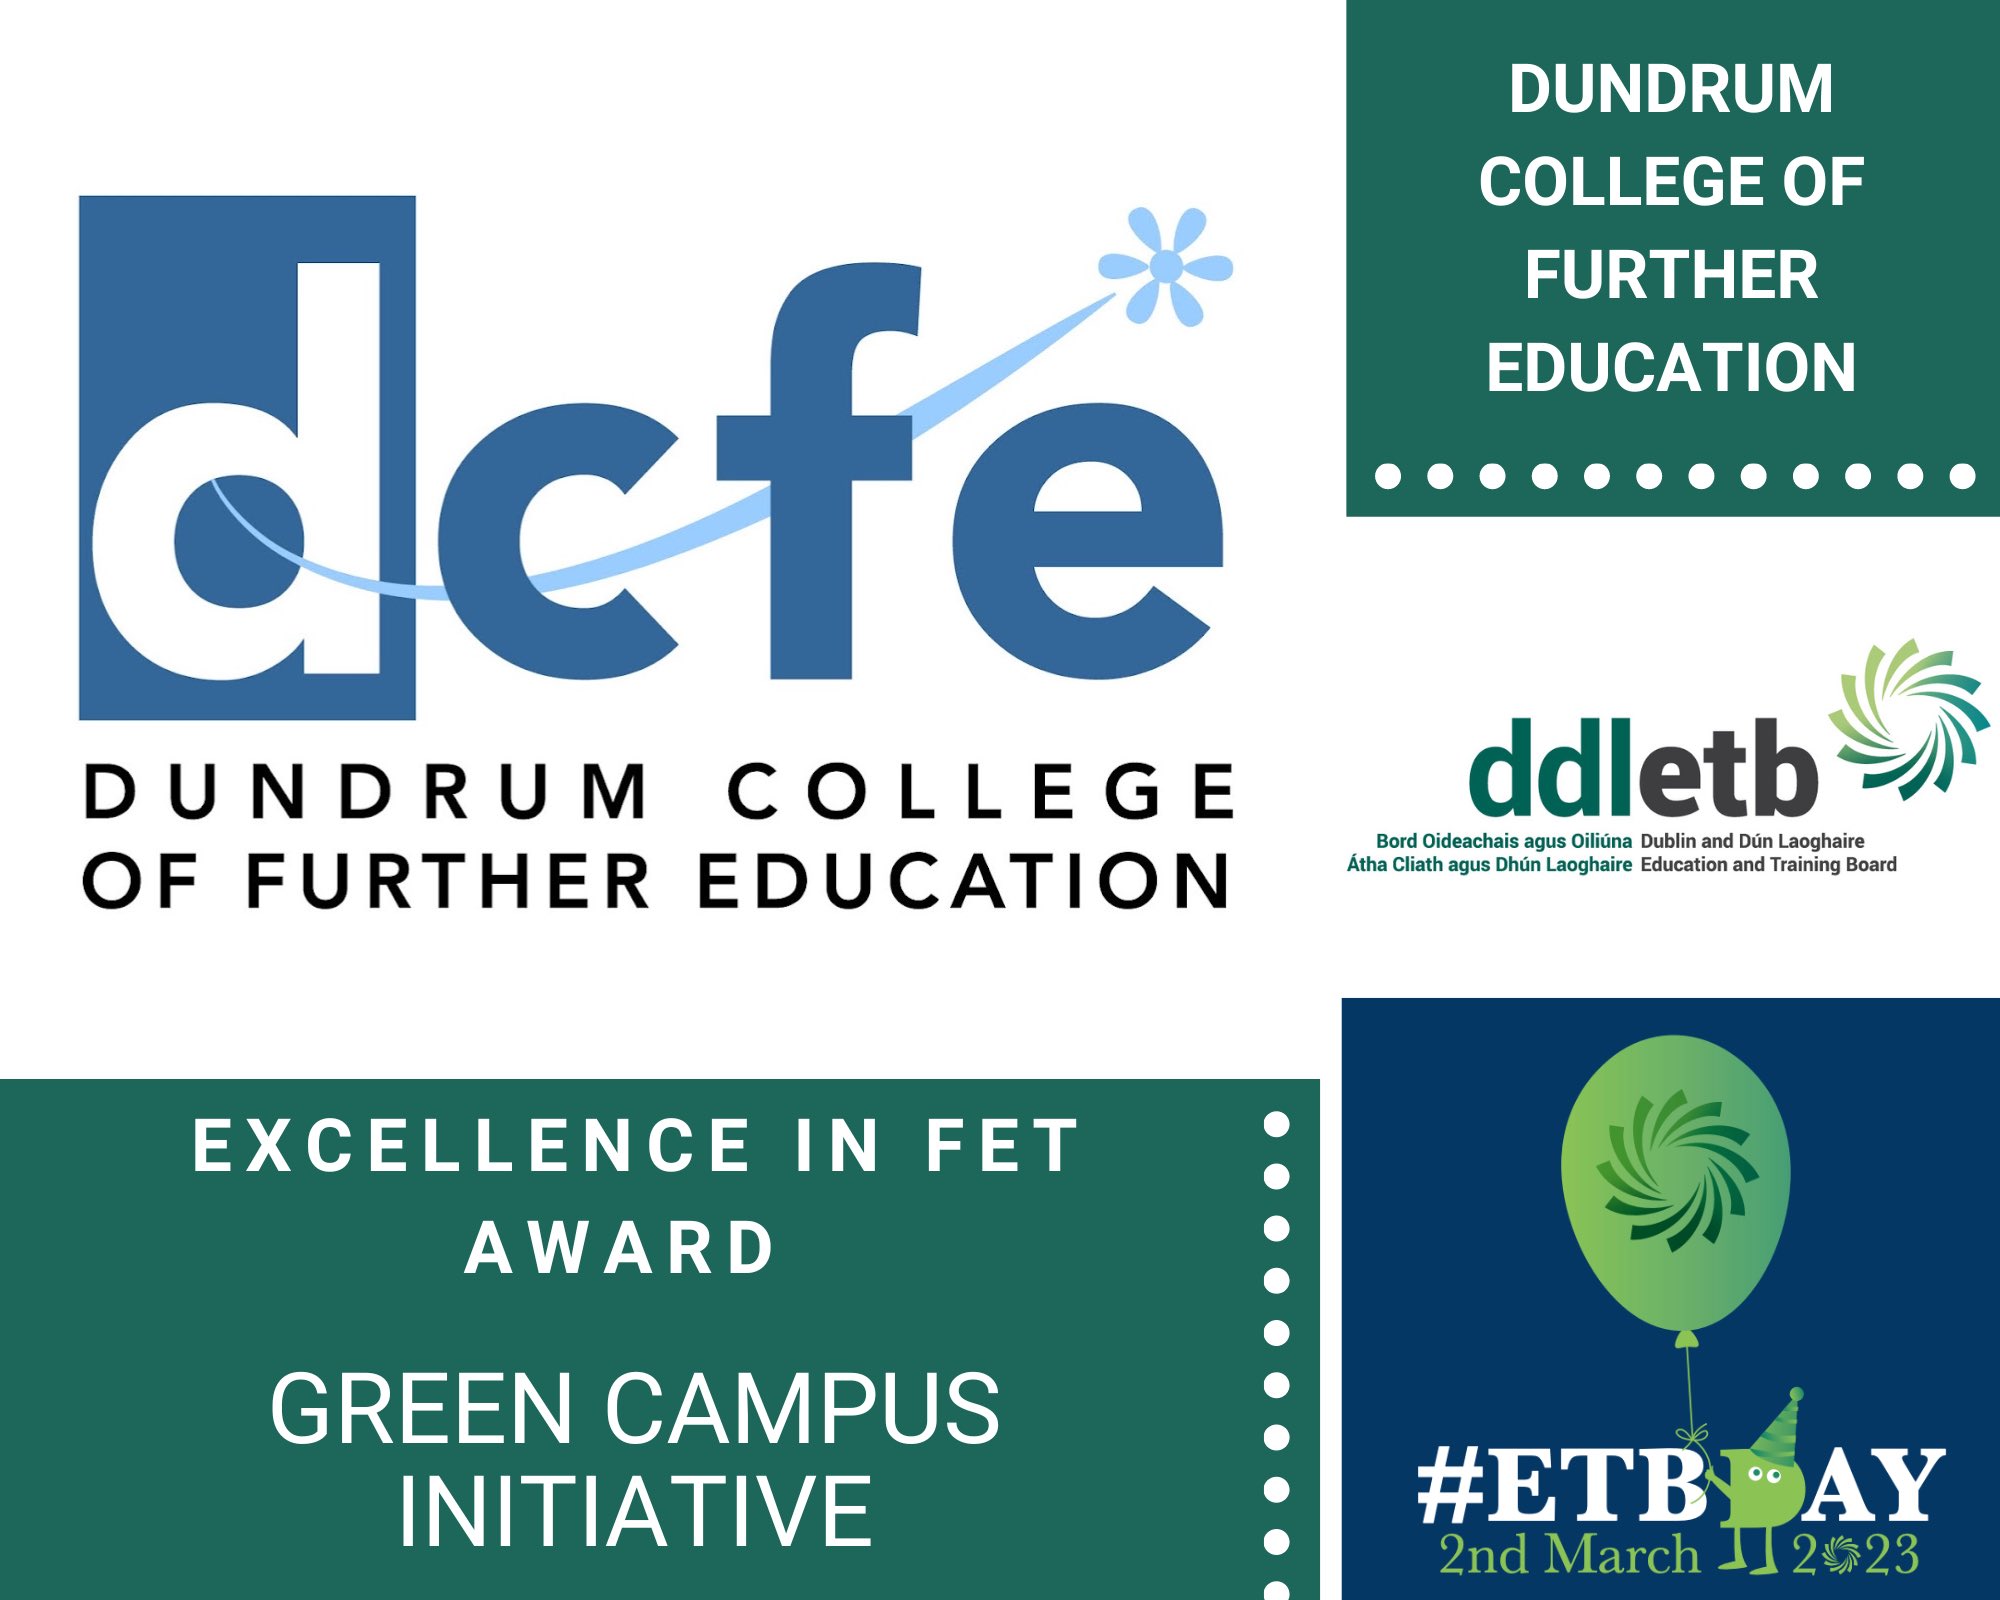 dcfe
DUNDRUM COLLEGE
OF FURTHER EDUCATION
DUNDRUM
COLLEGE OF
FURTHER
EDUCATION
ddletb
Bord Oideachais agus Oiliúna Dublin and Dún Laoghaire
Átha Cliath agus Dhún Laoghaire Education and Training Board
EXCELLENCE IN FET
AWARD
GREEN CAMPUS
INITIATIVE
#ETBDAY
2nd March 2023